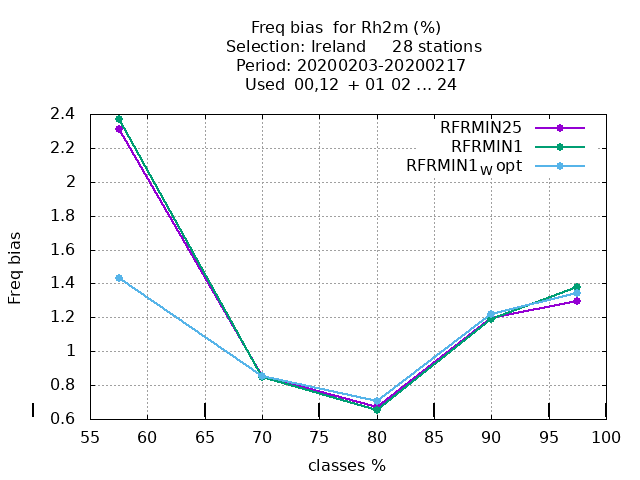 Freq bias  for Rh2m (%)
Selection: Ireland     28 stations
Period: 20200203-20200217
Used  00,12  + 01 02 ... 24
RFRMIN25
RFRMIN1
RFRMIN1w opt
Freq bias
2.4
2.2
2
1.8
1.6
1.4
1.2
1
0.8
0.6
55 60 65 70 75 80 85 90 95 100
classes %